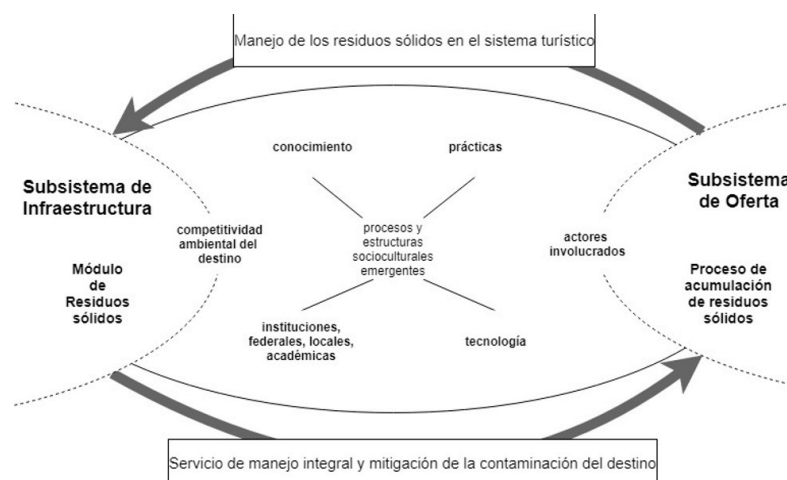 Manejo de los residuos sólidos en el sistema turístico
conocimiento
prácticas
Subsistema de
Infraestructura
Subsistema
de Oferta
competitividad
ambiental del
destino
procesos y
estructuras
socioculturales
emergentes
actores
involucrados
Módulo
de
Residuos
sólidos
Proceso de
acumulación
de residuos
sólidos
instituciones,
federales, locales,
académicas
tecnología
Servicio de manejo integral y mitigación de la contaminación del destino